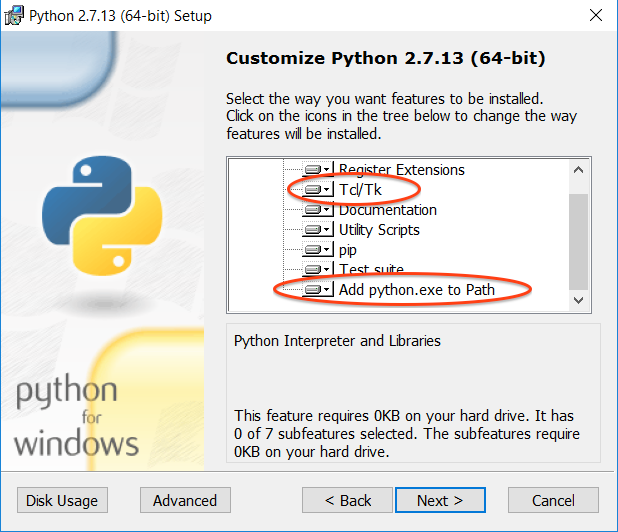 Python 2.7.13 (64-bit) Setup
Customize Python 2.7.13 (64-bit)
Select the way you want features to be installed.
Click on the icons in the tree below to change the way
features will be installed.
Register Extensions
Tcl/Tk
Documentation
Utility Scripts
pip
Test suite
Add python.exe to Path
Python Interpreter and Libraries
This feature requires 0KB on your hard drive. It has
0 of 7 subfeatures selected. The subfeatures require
0KB on your hard drive.
python
for
windows
Disk Usage
Advanced
< Back
Next >
Cancel